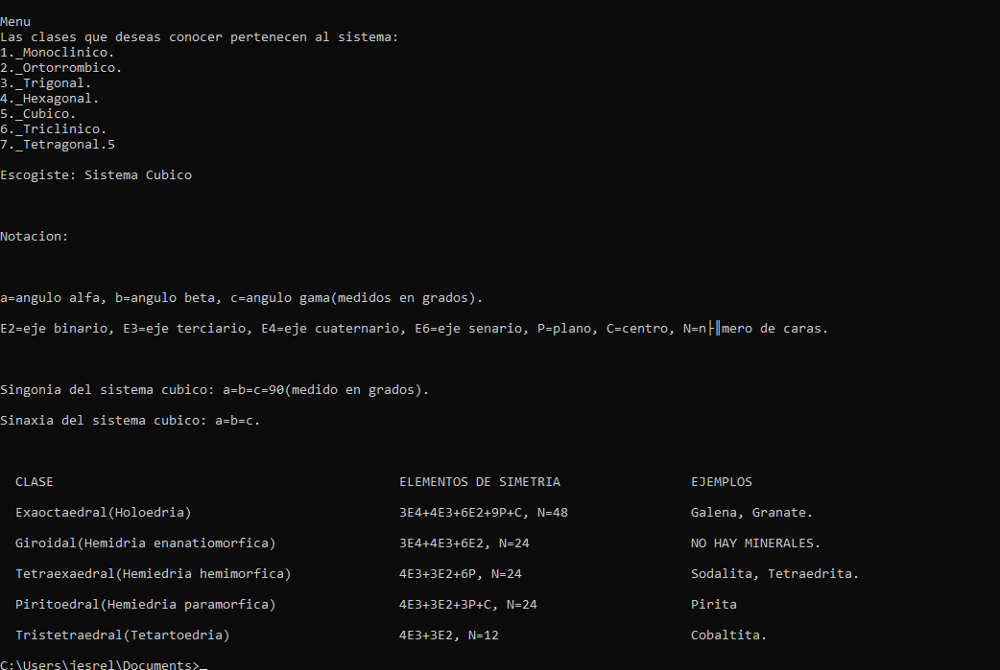 Menu
Las clases que deseas conocer pertenecen al sistema:
1._Monoclinico.
2._Ortorrombico.
3._Trigonal.
4._Hexagonal.
5._Cubico.
6._Triclinico.
7._Tetragonal.5
Escogiste: Sistema Cubico
Notacion:
a=angulo alfa, b=angulo beta, c=angulo gama(medidos en grados).
E2=eje binario, E3=eje terciario, E4=eje cuaternario, E6=eje senario, P=plano, C=centro, N=n├║mero de caras.
Singonia del sistema cubico: a=b=c=90(medido en grados).
Sinaxia del sistema cubico: a=b=c.
CLASE ELEMENTOS DE SIMETRIA EJEMPLOS
Exaoctaedral(Holoedria) 3E4+4E3+6E2+9P+C, N=48 Galena, Granate.
Giroidal(Hemidria enanatiomorfica) 3E4+4E3+6E2, N=24 NO HAY MINERALES.
Tetraexaedral(Hemiedria hemimorfica) 4E3+3E2+6P, N=24 Sodalita, Tetraedrita.
Piritoedral(Hemiedria paramorfica) 4E3+3E2+3P+C, N=24 Pirita
Tristetraedral(Tetartoedria) 4E3+3E2, N=12 Cobaltita.
C:\Users\jesrel\Documents>_